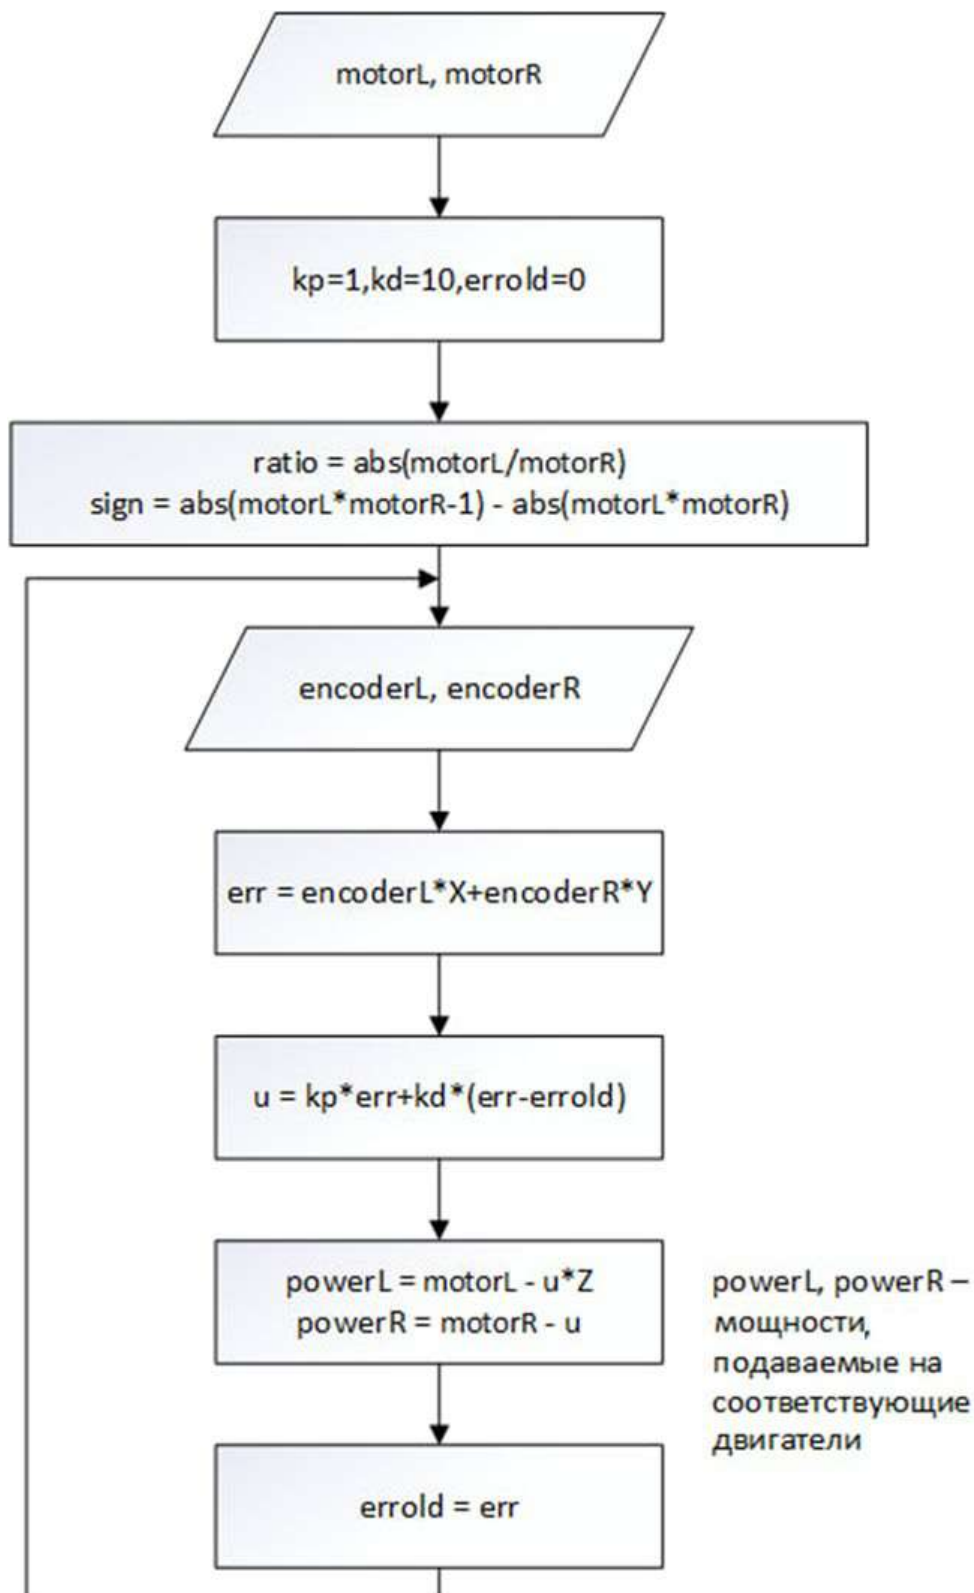 motorL, motorR
kp=1,kd=10,errold=0
ratio = abs(motorL/motorR)
sign = abs(motorL*motorR-1) - abs(motorL*motorR)
encoderL, encoderR
err = encoderL*X+encoderR*Y
u = kp*err+kd*(err-errold)
powerL = motorL - u*Z
powerR = motorR - u
powerL, powerR –
мощности,
подаваемые на
соответствующие
двигатели
errold = err